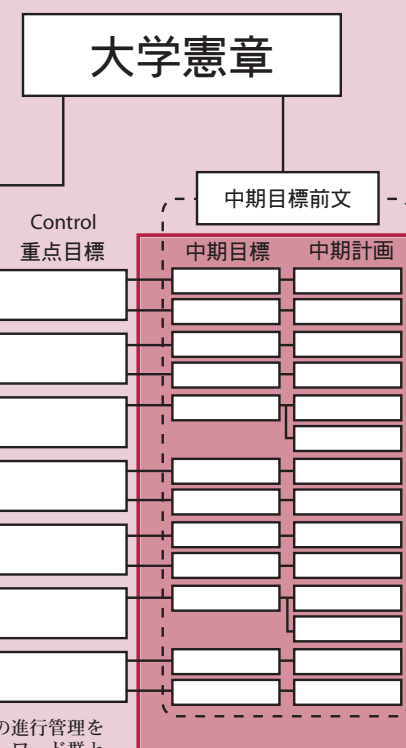 大学憲章
中期目標前文
Control
重点目標
中期目標
中期計画
の進行管理を